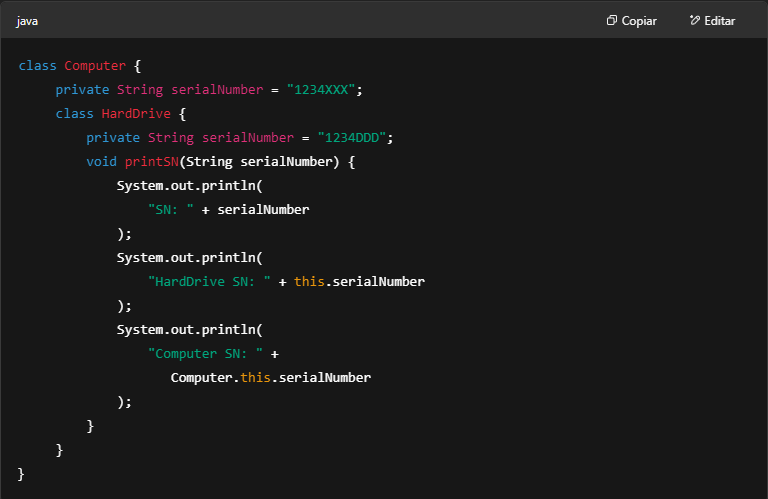 java Copiar Editar
class Computer {
private String serialNumber = "1234XXX";
class HardDrive {
private String serialNumber = "1234DDD";
void printSN(String serialNumber) {
System.out.println(
"SN: " + serialNumber
);
System.out.println(
"HardDrive SN: " + this.serialNumber
);
System.out.println(
"Computer SN: " +
Computer.this.serialNumber
);
}
}
}